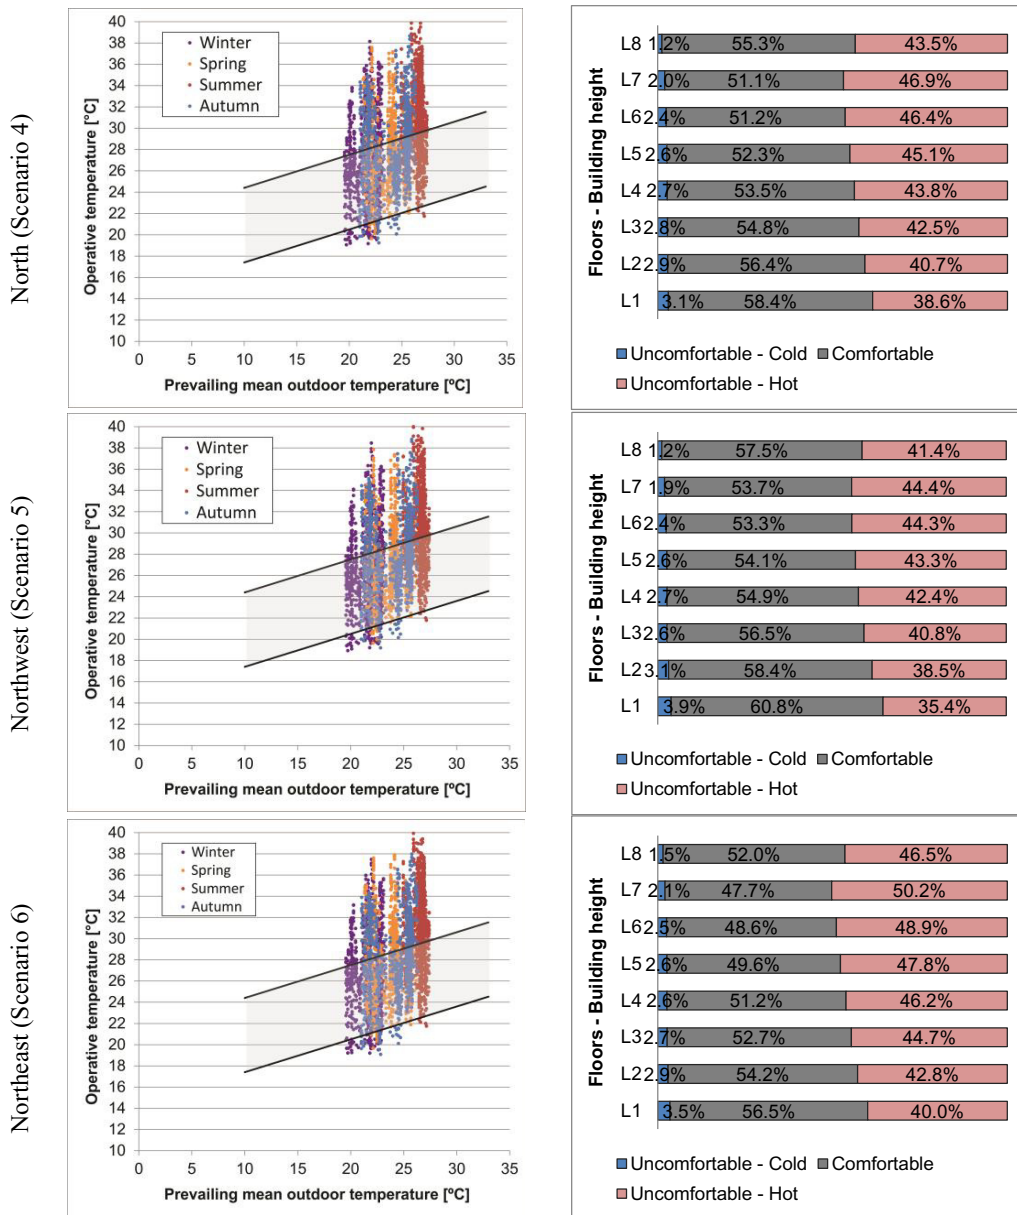 North (Scenario 4)
Operative temperature [°C]
40
38
36
34
32
30
28
26
24
22
20
18
16
14
12
10
Winter
Spring
Summer
Autumn
0 5 10 15 20 25 30 35
Prevailing mean outdoor temperature [ºC]
Floors - Building height
L8 1.2% 55.3% 43.5%
L7 2.0% 51.1% 46.9%
L6 2.4% 51.2% 46.4%
L5 2.6% 52.3% 45.1%
L4 2.7% 53.5% 43.8%
L3 2.8% 54.8% 42.5%
L2 2.9% 56.4% 40.7%
L1 3.1% 58.4% 38.6%
Uncomfortable - Cold Comfortable
Uncomfortable - Hot
Northwest (Scenario 5)
Operative temperature [°C]
40
38
36
34
32
30
28
26
24
22
20
18
16
14
12
10
Winter
Spring
Summer
Autumn
0 5 10 15 20 25 30 35
Prevailing mean outdoor temperature [ºC]
Floors - Building height
L8 1.2% 57.5% 41.4%
L7 1.9% 53.7% 44.4%
L6 2.4% 53.3% 44.3%
L5 2.6% 54.1% 43.3%
L4 2.7% 54.9% 42.4%
L3 2.6% 56.5% 40.8%
L2 3.1% 58.4% 38.5%
L1 3.9% 60.8% 35.4%
Uncomfortable - Cold Comfortable
Uncomfortable - Hot
Northeast (Scenario 6)
Operative temperature [°C]
40
38
36
34
32
30
28
26
24
22
20
18
16
14
12
10
Winter
Spring
Summer
Autumn
0 5 10 15 20 25 30 35
Prevailing mean outdoor temperature [ºC]
Floors - Building height
L8 1.5% 52.0% 46.5%
L7 2.1% 47.7% 50.2%
L6 2.5% 48.6% 48.9%
L5 2.6% 49.6% 47.8%
L4 2.6% 51.2% 46.2%
L3 2.7% 52.7% 44.7%
L2 2.9% 54.2% 42.8%
L1 3.5% 56.5% 40.0%
Uncomfortable - Cold Comfortable
Uncomfortable - Hot